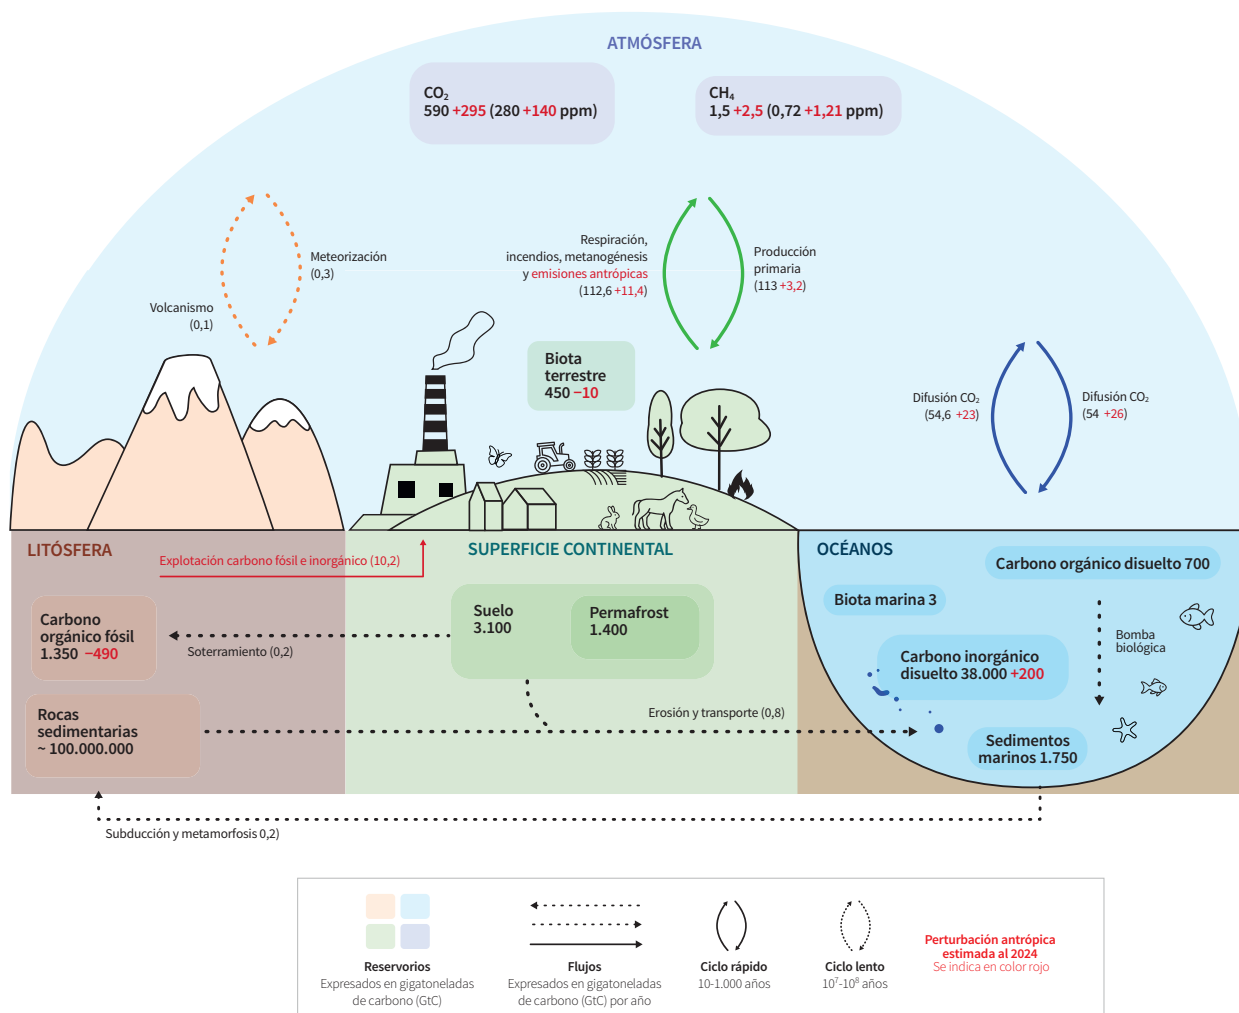 ATMÓSFERA
CO₂
590 +295 (280 +140 ppm)
CH₄
1,5 +2,5 (0,72 +1,21 ppm)
Meteorización
(0,3)
Volcanismo
(0,1)
Respiración,
incendios, metanogénesis
y emisiones antrópicas
(112,6 +11,4)
Producción
primaria
(113 +3,2)
Biota
terrestre
450 −10
Difusión CO₂
(54,6 +23)
Difusión CO₂
(54 +26)
LITÓSFERA
Explotación carbono fósil e inorgánico (10,2)
SUPERFICIE CONTINENTAL
OCÉANOS
Carbono orgánico disuelto 700
Biota marina 3
Carbono
orgánico fósil
1.350 −490
Soterramiento (0,2)
Suelo
3.100
Permafrost
1.400
Bomba
biológica
Carbono inorgánico
disuelto 38.000 +200
Rocas
sedimentarias
~ 100.000.000
Erosión y transporte (0,8)
Sedimentos
marinos 1.750
Subducción y metamorfosis 0,2)
Reservorios
Expresados en gigatoneladas
de carbono (GtC)
Flujos
Expresados en gigatoneladas
de carbono (GtC) por año
Ciclo rápido
10-1.000 años
Ciclo lento
10⁷-10⁸ años
Perturbación antrópica
estimada al 2024
Se indica en color rojo